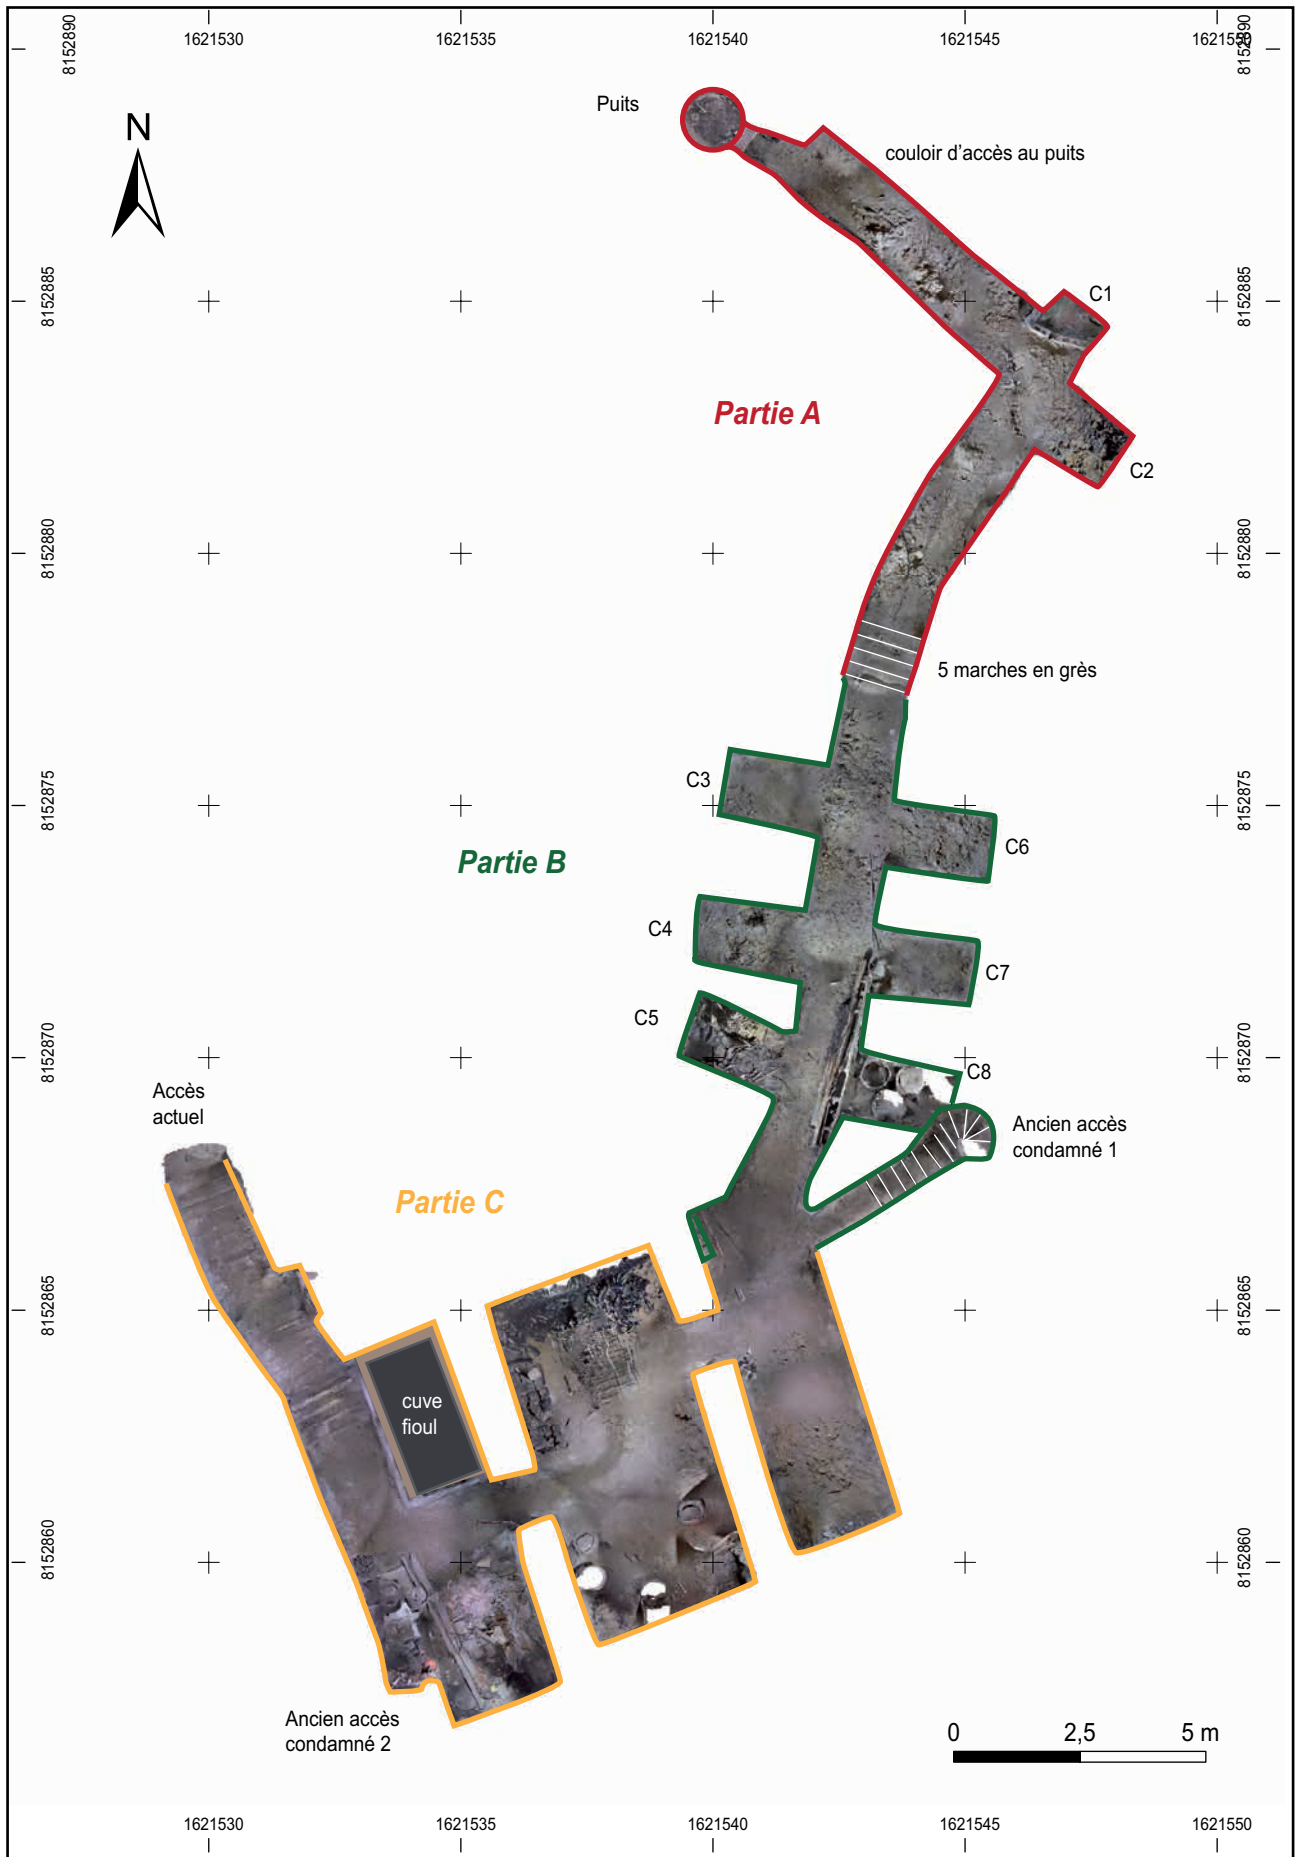 1621530
1621535
1621540
1621545
1621550
8152890
8152890
N
Puits
couloir d'accès au puits
8152885
C1
8152885
Partie A
C2
8152880
8152880
5 marches en grès
C3
8152875
8152875
C6
Partie B
C4
C7
C5
8152870
8152870
C8
Accès
actuel
Ancien accès
condamné 1
Partie C
8152865
8152865
cuve
fioul
8152860
8152860
Ancien accès
condamné 2
0
2,5
5 m
1621530
1621535
1621540
1621545
1621550